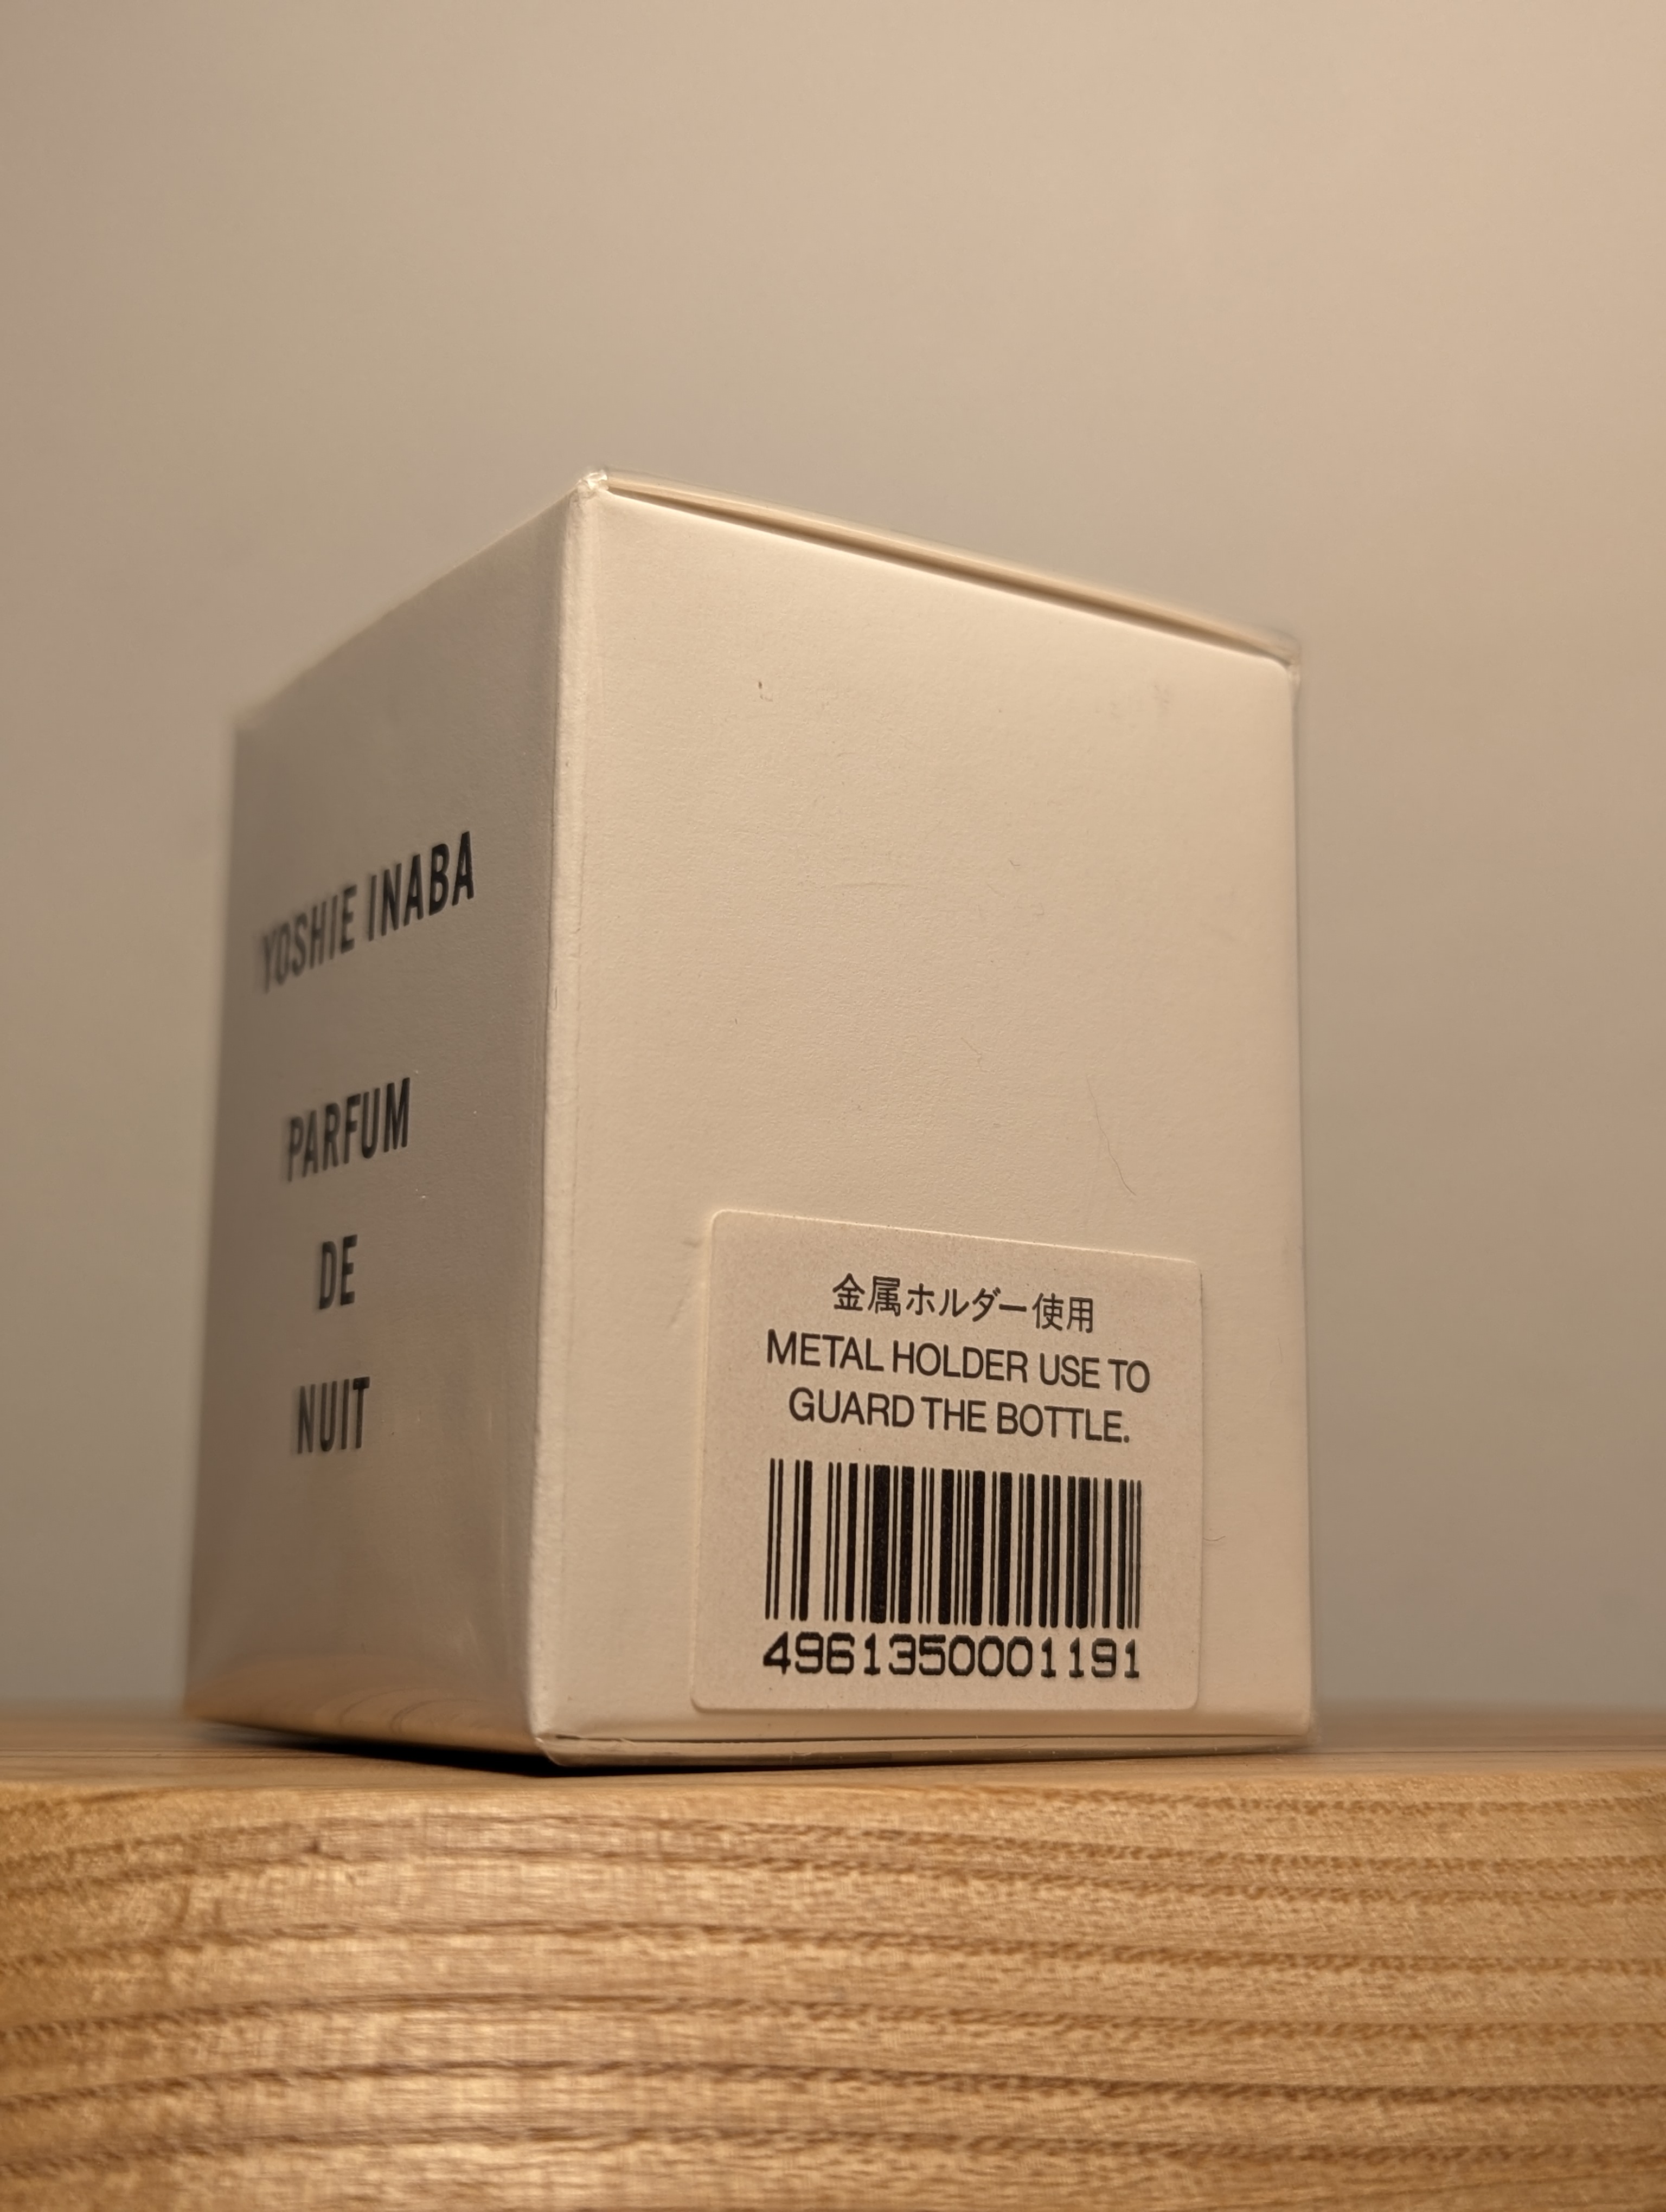 YOSHIE INABA
PARFUM
DE
NUIT
金属ホルダー使用
METAL HOLDER USE TO
GUARD THE BOTTLE.
4961350001191